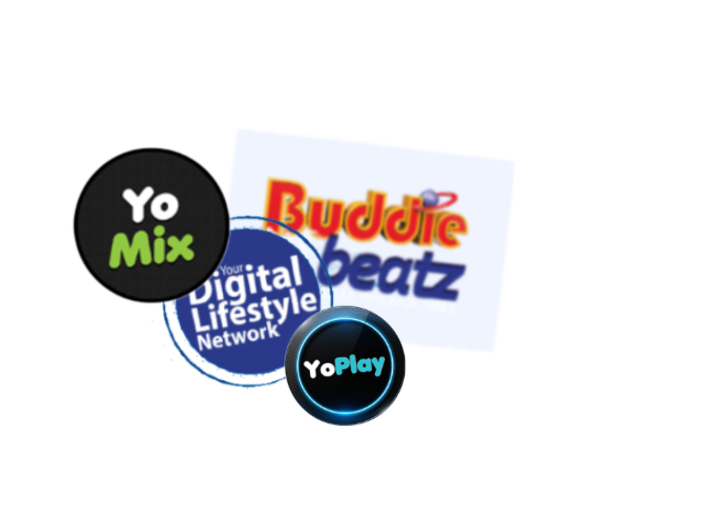 Yo
Mix
Buddie
beatz
Your
Digital
Lifestyle
Network
YoPlay